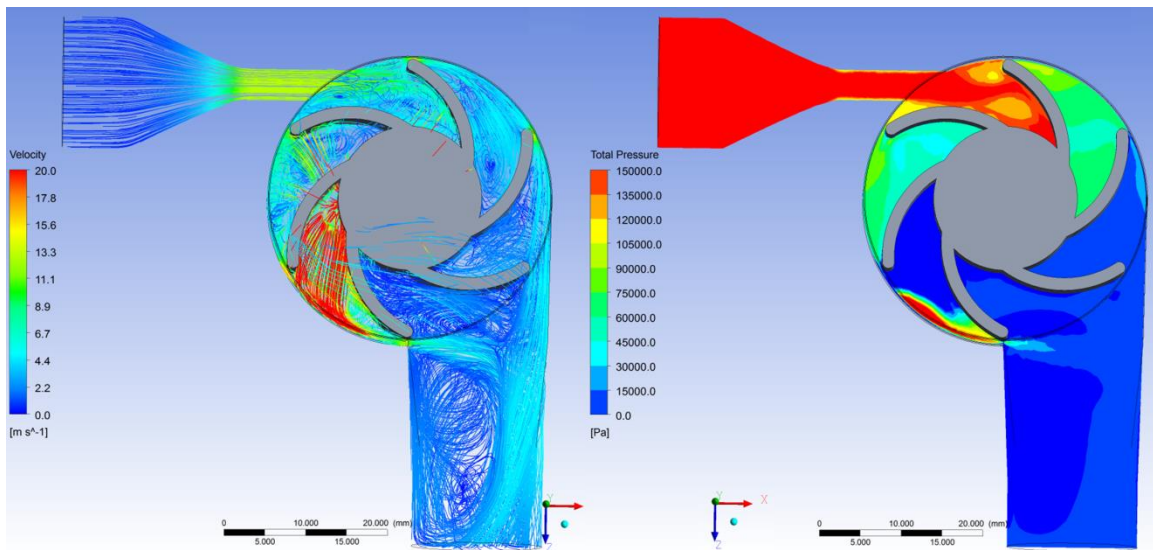 Velocity
20.0
17.8
15.6
13.3
11.1
8.9
6.7
4.4
2.2
0.0
[m s^-1]
0 10.000 20.000 (mm)
5.000 15.000
Y
Z
Total Pressure
150000.0
135000.0
120000.0
105000.0
90000.0
75000.0
60000.0
45000.0
30000.0
15000.0
0.0
[Pa]
Y
X
Z
0 10.000 20.000 (mm)
5.000 15.000